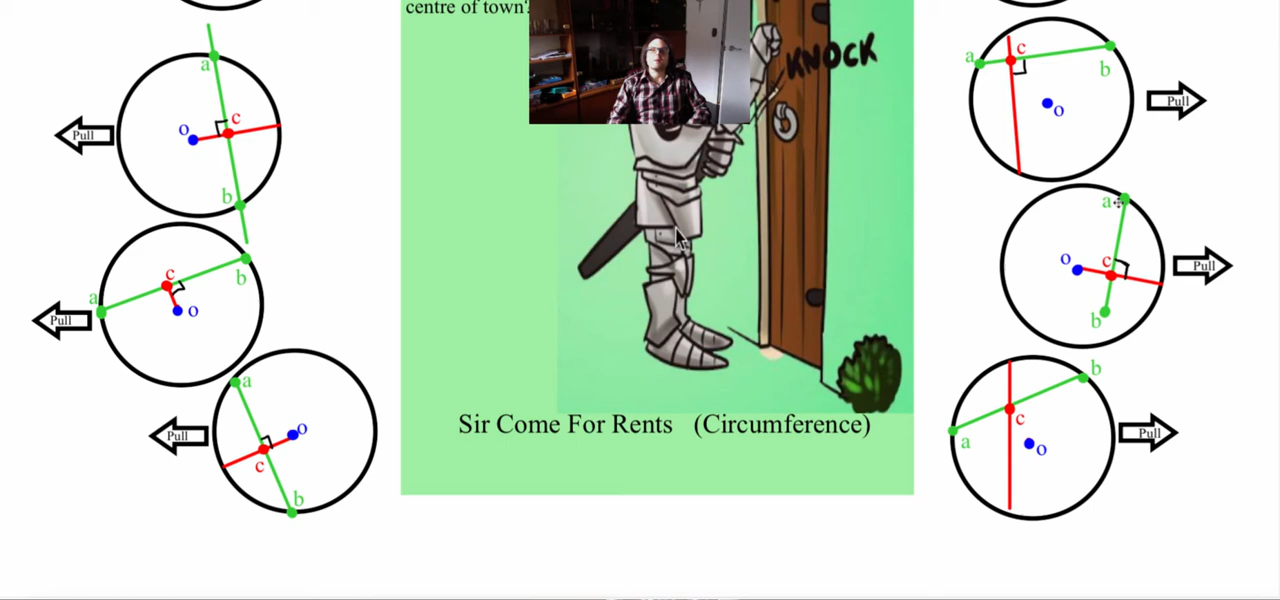 centre of town?
KNOCK
Sir Come For Rents (Circumference)
Pull
a
o
c
b
Pull
a
c
b
o
Pull
a
o
c
b
a
c
b
o
Pull
a
o
c
b
Pull
b
c
a
o
Pull